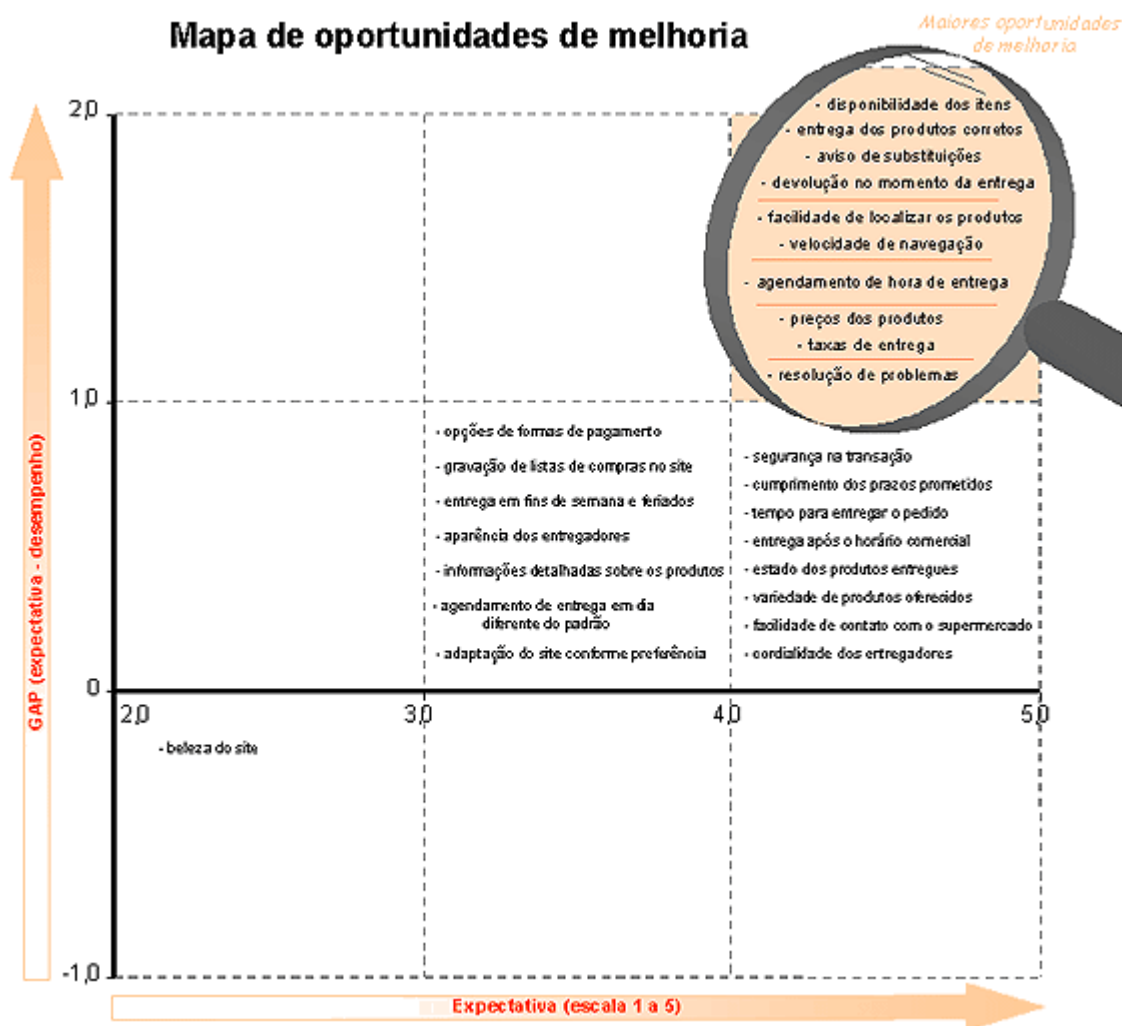 Mapa de oportunidades de melhoria
Maiores oportunidades
de melhoria
- disponibilidade dos itens
- entrega dos produtos corretos
- aviso de substituições
- devolução no momento da entrega
- facilidade de localizar os produtos
- velocidade de navegação
- agendamento de hora de entrega
- preços dos produtos
- taxas de entrega
- resolução de problemas
2,0
1,0
0
-1,0
GAP (expectativa - desempenho)
- opções de formas de pagamento
- gravação de listas de compras no site
- entrega em fins de semana e feriados
- aparência dos entregadores
- informações detalhadas sobre os produtos
- agendamento de entrega em dia
diferente do padrão
- adaptação do site conforme preferência
- segurança na transação
- cumprimento dos prazos prometidos
- tempo para entregar o pedido
- entrega após o horário comercial
- estado dos produtos entregues
- variedade de produtos oferecidos
- facilidade de contato com o supermercado
- cordialidade dos entregadores
2,0 3,0 4,0 5,0
- beleza do site
Expectativa (escala 1 a 5)